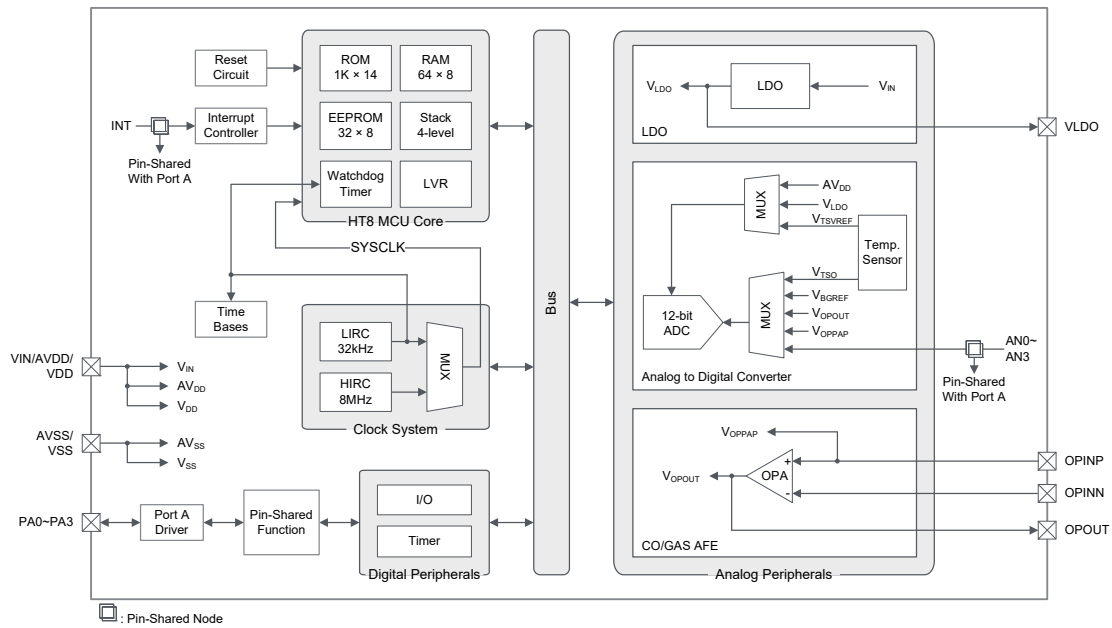 Reset
Circuit
INT
Interrupt
Controller
Pin-Shared
With Port A
ROM
1K × 14
RAM
64 × 8
EEPROM
32 × 8
Stack
4-level
Watchdog
Timer
LVR
HT8 MCU Core
SYSCLK
Time
Bases
LIRC
32kHz
HIRC
8MHz
MUX
Clock System
VIN/AVDD/
VDD
VIN
AVDD
VDD
AVSS/
VSS
AVSS
VSS
PA0~PA3
Port A
Driver
Pin-Shared
Function
I/O
Timer
Digital Peripherals
Bus
VLDO
LDO
VIN
LDO
VLDO
MUX
AVDD
VLDO
VTSVREF
Temp.
Sensor
12-bit
ADC
MUX
VTSO
VBGREF
VOPOUT
VOPPAP
Analog to Digital Converter
AN0~
AN3
Pin-Shared
With Port A
VOPPAP
VOPOUT
OPA
+
-
OPINP
OPINN
OPOUT
CO/GAS AFE
Analog Peripherals
: Pin-Shared Node